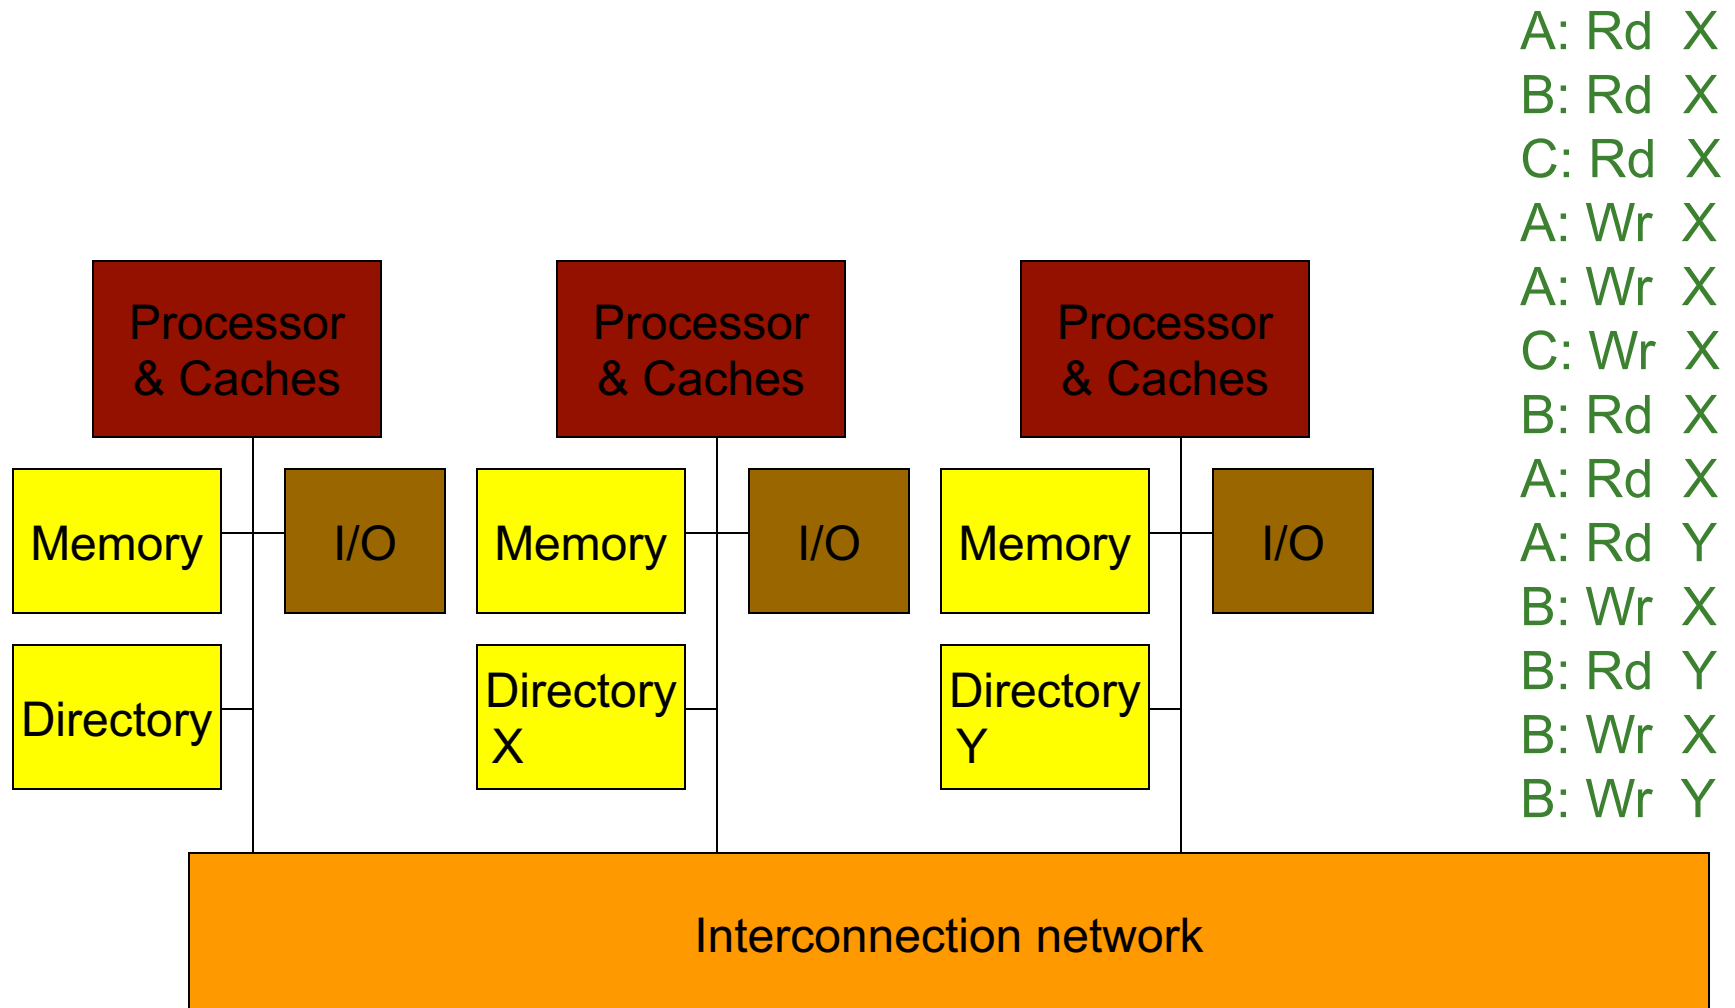 A: Rd X
B: Rd X
C: Rd X
A: Wr X
A: Wr X
C: Wr X
B: Rd X
A: Rd X
A: Rd Y
B: Wr X
B: Rd Y
B: Wr X
B: Wr Y
Processor
& Caches
Processor
& Caches
Processor
& Caches
Memory
I/O
Memory
I/O
Memory
I/O
Directory
Directory
X
Directory
Y
Interconnection network